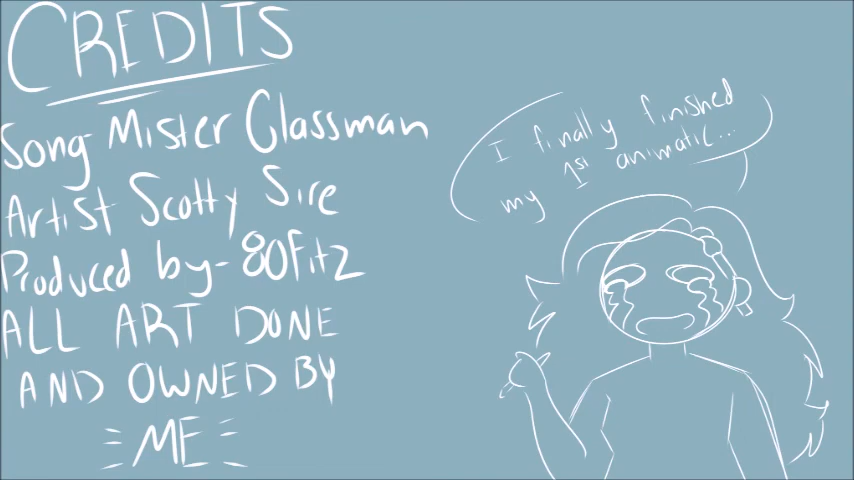 CREDITS
Song- Mister Glassman
Artist Scotty Sire
Produced by- 80Fitz
ALL ART DONE
AND OWNED BY
ME
I finally finished
my 1st animatic...